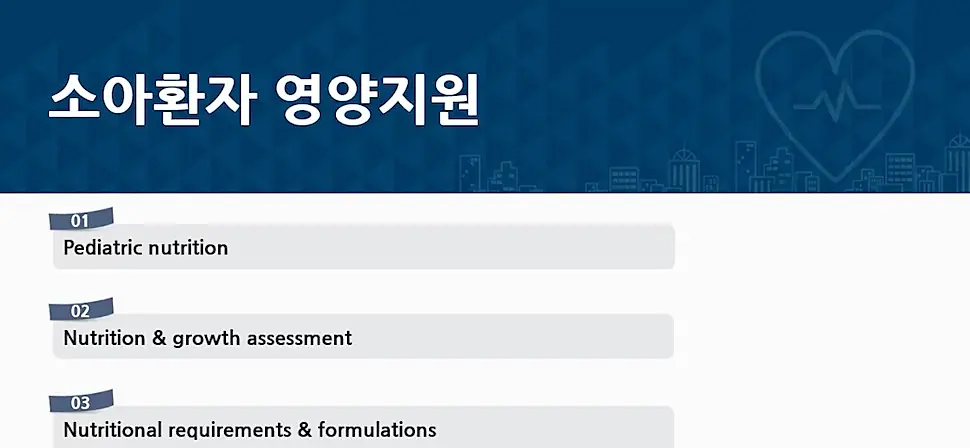 소아환자 영양지원
01
Pediatric nutrition
02
Nutrition & growth assessment
03
Nutritional requirements & formulations